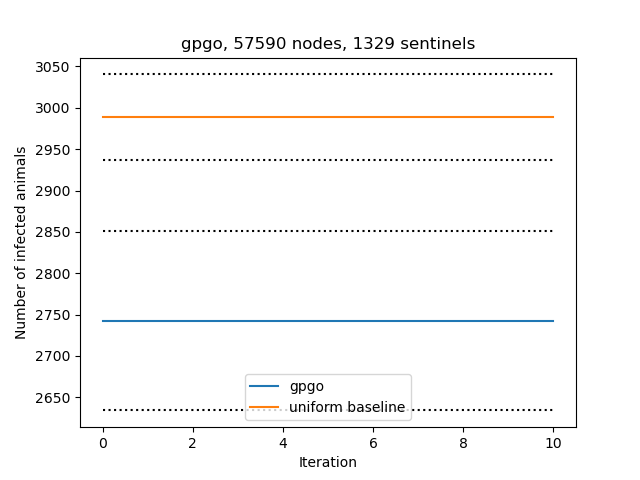 gpgo, 57590 nodes, 1329 sentinels
3050
3000
2950
2900
2850
2800
2750
2700
2650
Number of infected animals
gpgo
uniform baseline
0 2 4 6 8 10
Iteration